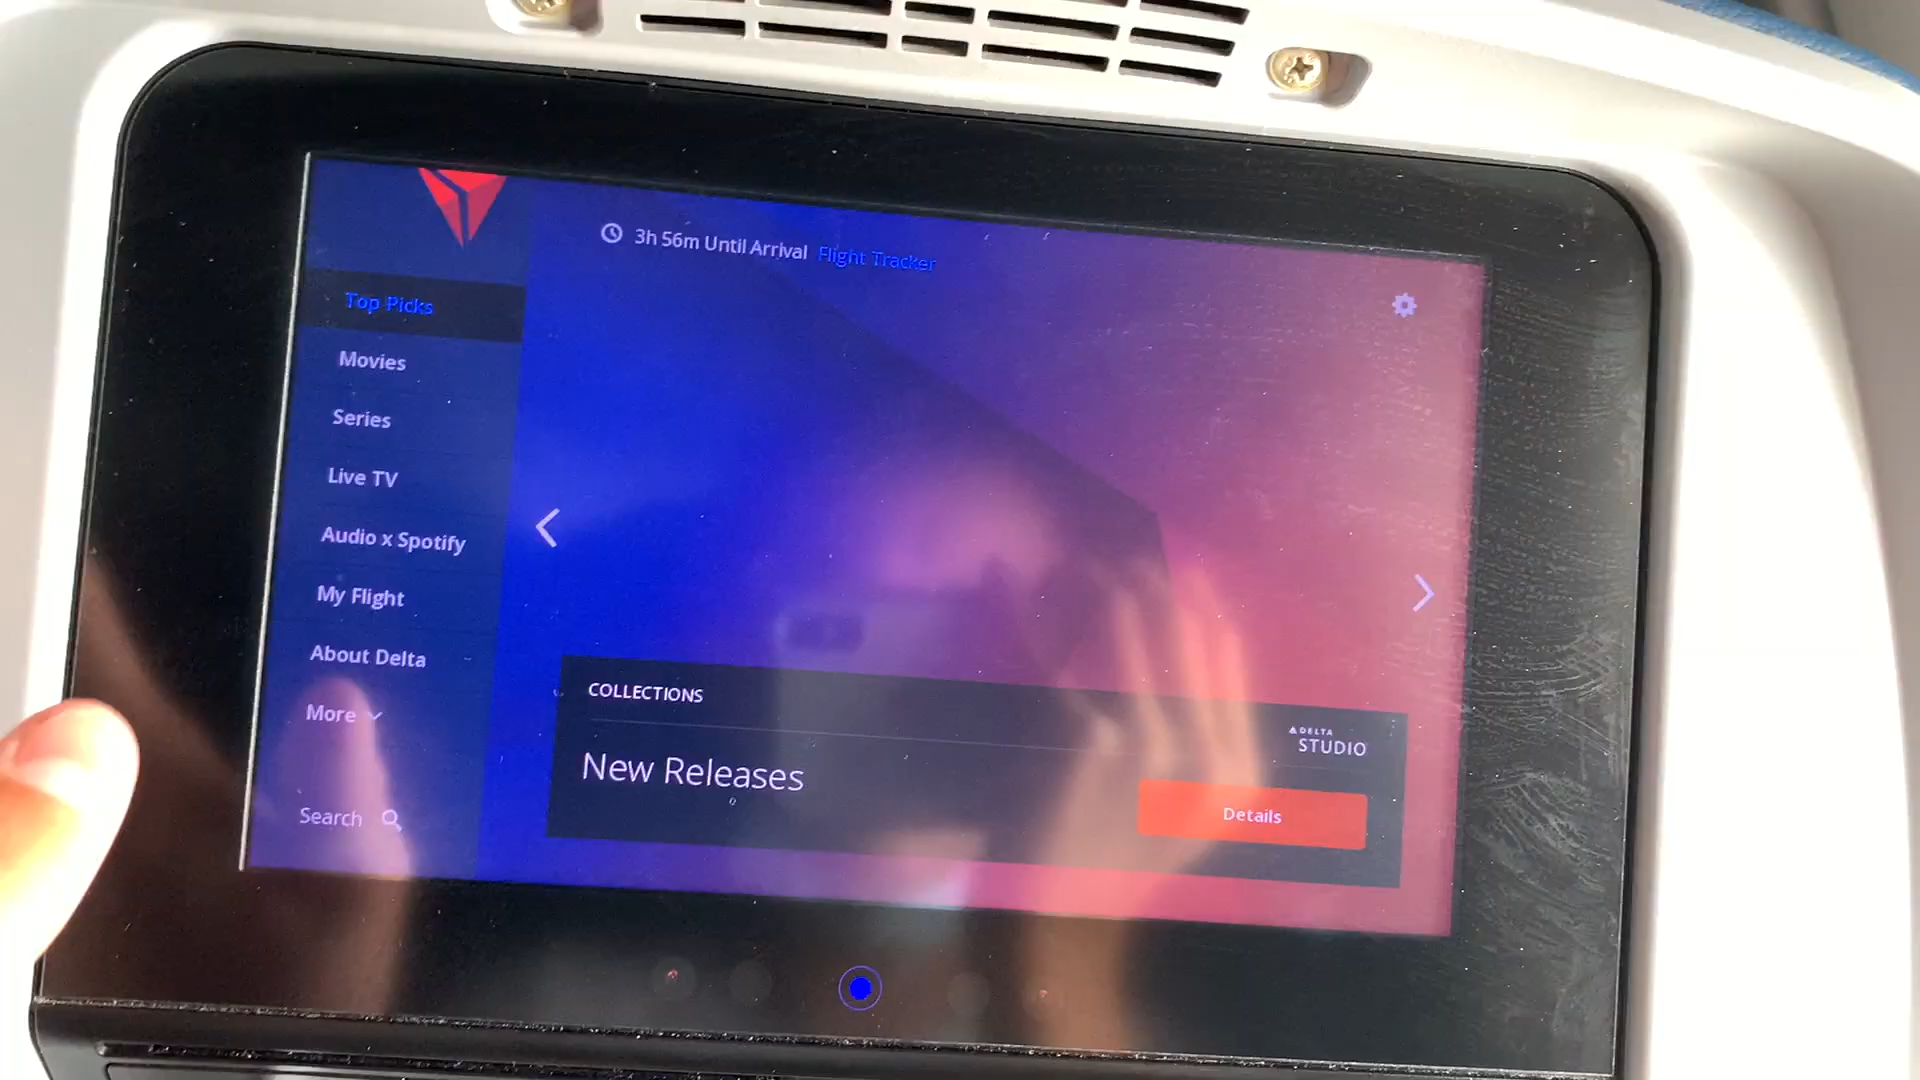 3h 56m Until Arrival Flight Tracker
Top Picks
Movies
Series
Live TV
Audio x Spotify
My Flight
About Delta
More
Search
COLLECTIONS
New Releases
DELTA
STUDIO
Details